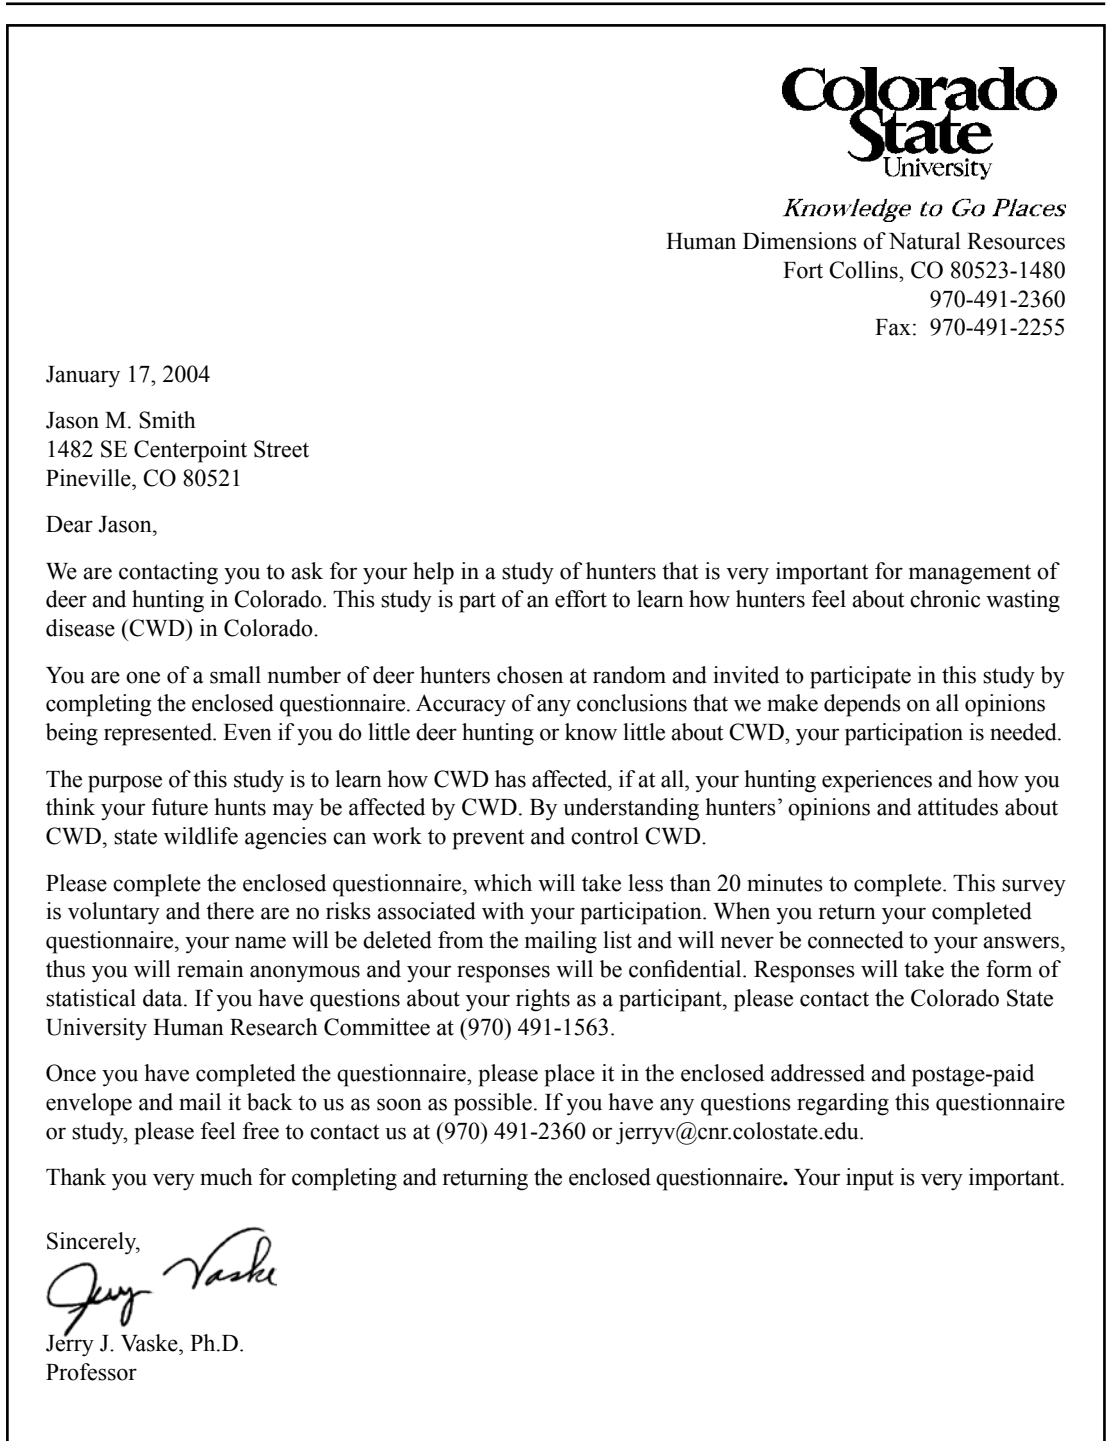 Colorado
State
University
Knowledge to Go Places
Human Dimensions of Natural Resources
Fort Collins, CO 80523-1480
970-491-2360
Fax:  970-491-2255
January 17, 2004
Jason M. Smith
1482 SE Centerpoint Street
Pineville, CO 80521
Dear Jason,
We are contacting you to ask for your help in a study of hunters that is very important for management of
deer and hunting in Colorado. This study is part of an effort to learn how hunters feel about chronic wasting
disease (CWD) in Colorado.
You are one of a small number of deer hunters chosen at random and invited to participate in this study by
completing the enclosed questionnaire. Accuracy of any conclusions that we make depends on all opinions
being represented. Even if you do little deer hunting or know little about CWD, your participation is needed.
The purpose of this study is to learn how CWD has affected, if at all, your hunting experiences and how you
think your future hunts may be affected by CWD. By understanding hunters’ opinions and attitudes about
CWD, state wildlife agencies can work to prevent and control CWD.
Please complete the enclosed questionnaire, which will take less than 20 minutes to complete. This survey
is voluntary and there are no risks associated with your participation. When you return your completed
questionnaire, your name will be deleted from the mailing list and will never be connected to your answers,
thus you will remain anonymous and your responses will be confidential. Responses will take the form of
statistical data. If you have questions about your rights as a participant, please contact the Colorado State
University Human Research Committee at (970) 491-1563.
Once you have completed the questionnaire, please place it in the enclosed addressed and postage-paid
envelope and mail it back to us as soon as possible. If you have any questions regarding this questionnaire
or study, please feel free to contact us at (970) 491-2360 or jerryv@cnr.colostate.edu.
Thank you very much for completing and returning the enclosed questionnaire. Your input is very important.
Sincerely,
Jerry Vaske
Jerry J. Vaske, Ph.D.
Professor